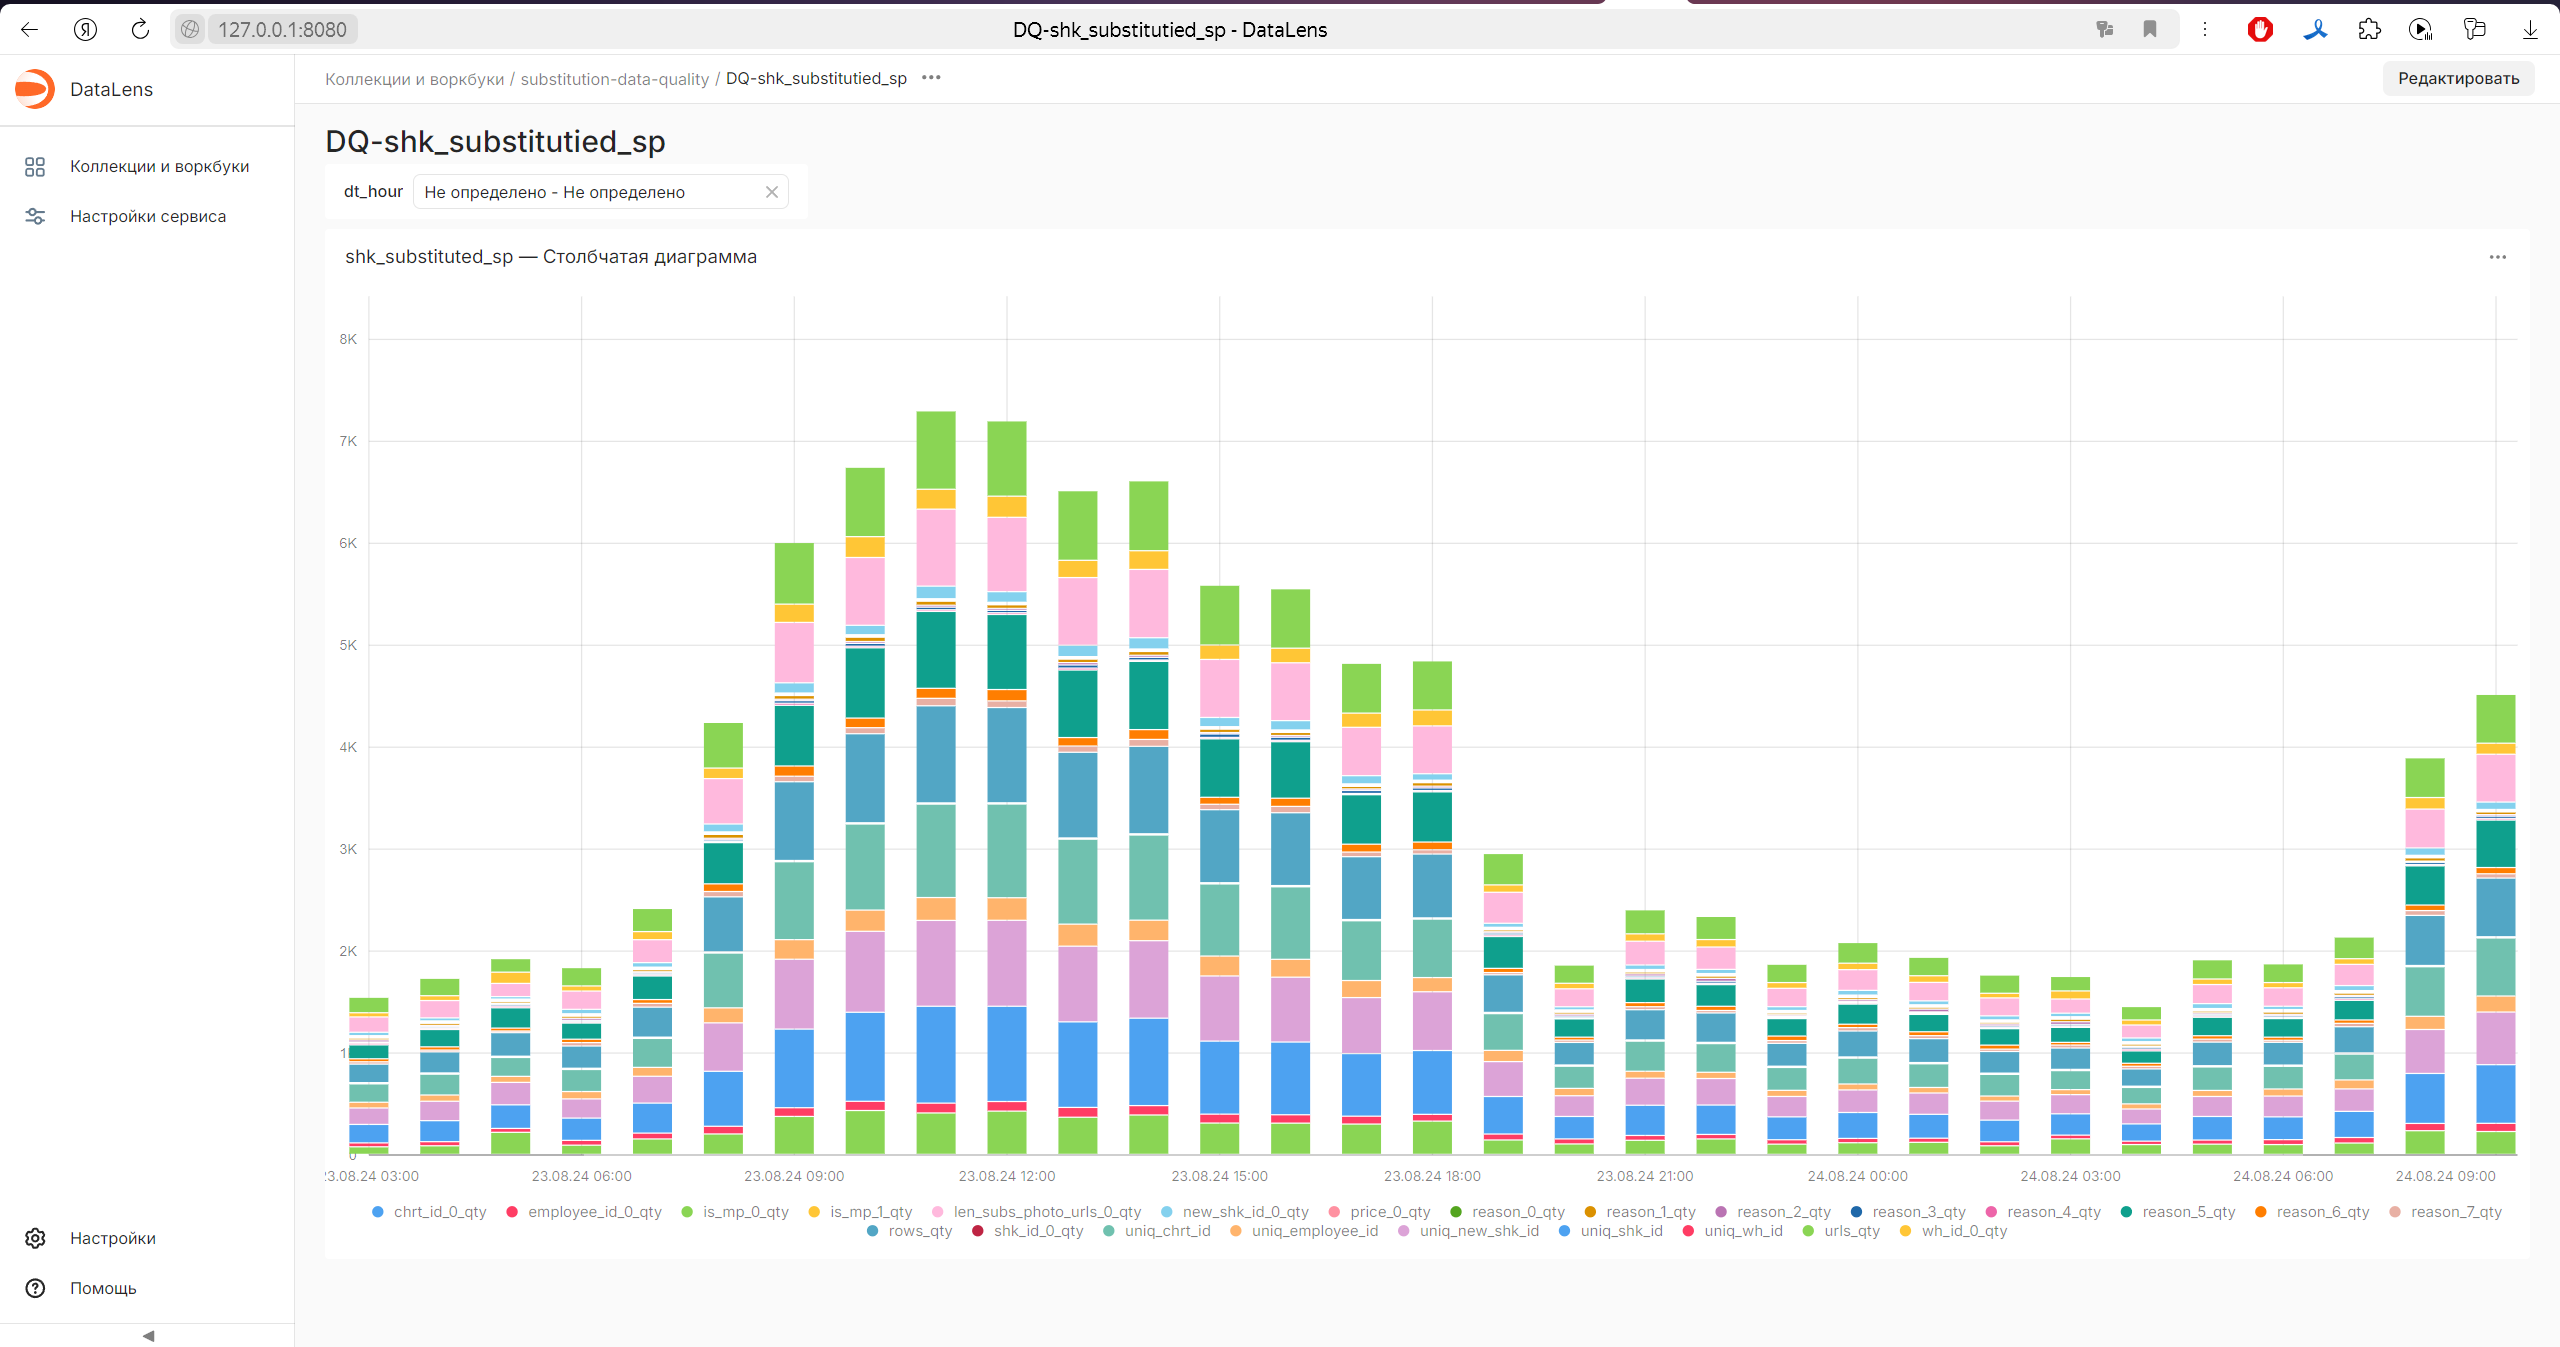 127.0.0.1:8080
DQ-shk_substitutied_sp - DataLens
DataLens
Коллекции и воркбуки / substitution-data-quality / DQ-shk_substitutied_sp
Редактировать
Коллекции и воркбуки
Настройки сервиса
DQ-shk_substitutied_sp
dt_hour Не определено - Не определено
shk_substituted_sp — Столбчатая диаграмма
8K
7K
6K
5K
4K
3K
2K
1
0
3.08.24 03:00 23.08.24 06:00 23.08.24 09:00 23.08.24 12:00 23.08.24 15:00 23.08.24 18:00 23.08.24 21:00 24.08.24 00:00 24.08.24 03:00 24.08.24 06:00 24.08.24 09:00
chrt_id_0_qty employee_id_0_qty is_mp_0_qty is_mp_1_qty len_subs_photo_urls_0_qty new_shk_id_0_qty price_0_qty reason_0_qty reason_1_qty reason_2_qty reason_3_qty reason_4_qty reason_5_qty reason_6_qty reason_7_qty
rows_qty shk_id_0_qty uniq_chrt_id uniq_employee_id uniq_new_shk_id uniq_shk_id uniq_wh_id urls_qty wh_id_0_qty
Настройки
Помощь